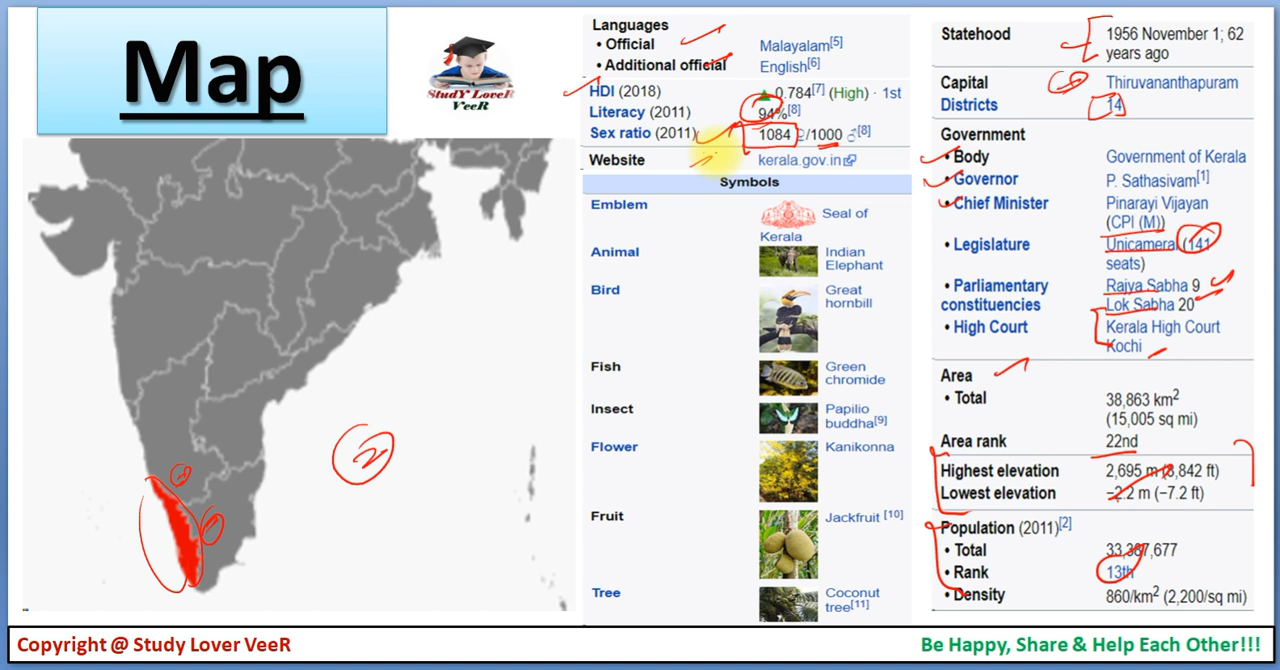 Map
StudY LoveR
VeeR
2
Languages
• Official Malayalam[5]
• Additional official English[6]
HDI (2018) ▲ 0.784[7] (High) · 1st
Literacy (2011) 94%[8]
Sex ratio (2011) 1084 ♀/1000 ♂[8]
Website kerala.gov.in
Symbols
Emblem Seal of
Kerala
Animal Indian
Elephant
Bird Great
hornbill
Fish Green
chromide
Insect Papilio
buddha[9]
Flower Kanikonna
Fruit Jackfruit [10]
Tree Coconut
tree[11]
Statehood 1956 November 1; 62
years ago
Capital Thiruvananthapuram
Districts 14
Government
• Body Government of Kerala
• Governor P. Sathasivam[1]
• Chief Minister Pinarayi Vijayan
(CPI (M))
• Legislature Unicameral (141
seats)
• Parliamentary Rajya Sabha 9
constituencies Lok Sabha 20
• High Court Kerala High Court
Kochi
Area
• Total 38,863 km2
(15,005 sq mi)
Area rank 22nd
Highest elevation 2,695 m (8,842 ft)
Lowest elevation −2.2 m (−7.2 ft)
Population (2011)[2]
• Total 33,387,677
• Rank 13th
• Density 860/km2 (2,200/sq mi)
Copyright @ Study Lover VeeR
Be Happy, Share & Help Each Other!!!